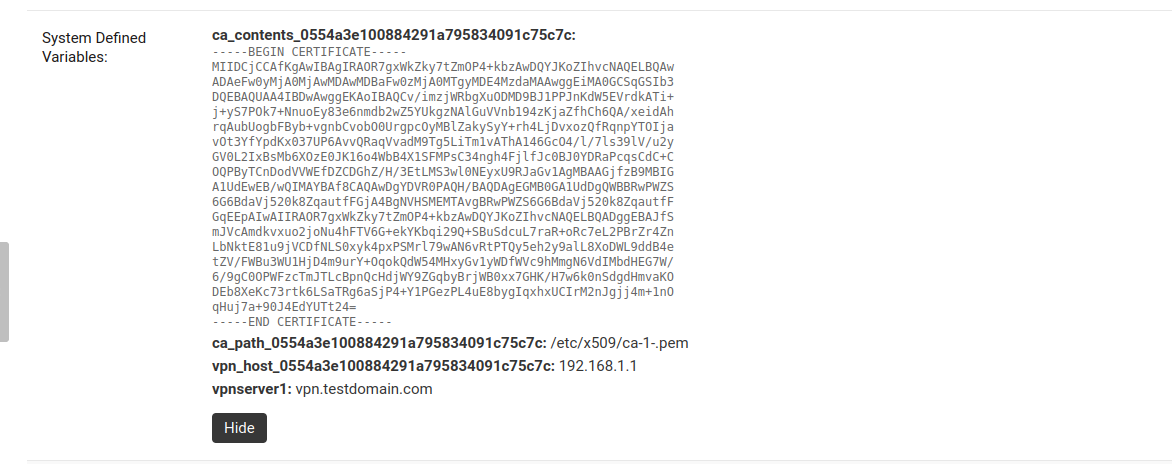 System Defined
Variables:
ca_contents_0554a3e100884291a795834091c75c7c:
-----BEGIN CERTIFICATE-----
MIIDCjCCAfKgAwIBAgIRAOR7gxWkZky7tZmOP4+kbzAwDQYJKoZIhvcNAQELBQAw
ADAeFw0yMjA0MjAwMDAwMDBaFw0zMjA0MTgyMDE4MzdaMAAwggEiMA0GCSqGSIb3
DQEBAQUAA4IBDwAwggEKAoIBAQCv/imzjWRbgXuODMD9BJ1PPJnKdW5EVrdkATi+
j+yS7POk7+NnuoEy83e6nmdb2wZ5YUkgzNAlGuVVnb194zKjaZfhCh6QA/xeidAh
rqAubUogbFByb+vgnbCvobO0UrgpcOyMBlZakySyY+rh4LjDvxozQfRqnpYTOIja
vOt3YfYpdKx037UP6AvvQRaqVvadM9Tg5LiTm1vAThA146GcO4/l/7ls39lV/u2y
GV0L2IxBsMb6XOzE0JK16o4WbB4X1SFMPsC34ngh4FjlfJc0BJ0YDRaPcqsCdC+C
OQPByTCnDodVVWEfDZCDGhZ/H/3EtLMS3wl0NEyxU9RJaGv1AgMBAAGjfzB9MBIG
A1UdEwEB/wQIMAYBAf8CAQAwDgYDVR0PAQH/BAQDAgEGMB0GA1UdDgQWBBRwPWZS
6G6BdaVj520k8ZqautfFGjA4BgNVHSMEMTAvgBRwPWZS6G6BdaVj520k8ZqautfF
GqEEpAIwAIIRAOR7gxWkZky7tZmOP4+kbzAwDQYJKoZIhvcNAQELBQADggEBAJfS
mJVcAmdkvxuo2joNu4hFTV6G+ekYKbqi29Q+SBuSdcuL7raR+oRc7eL2PBrZr4Zn
LbNktE81u9jVCDfNLS0xyk4pxPSMrl79wAN6vRtPTQy5eh2y9alL8XoDWL9ddB4e
tZV/FWBu3WU1HjD4m9urY+OqokQdW54MHxyGv1yWDfWVc9hMmgN6VdIMbdHEG7W/
6/9gC0OPWFzcTmJTLcBpnQcHdjWY9ZGqbyBrjWB0xx7GHK/H7w6k0nSdgdHmvaKO
DEb8XeKc73rtk6LSaTRg6aSjP4+Y1PGezPL4uE8bygIqxhxUCIrM2nJgjj4m+1nO
qHuj7a+90J4EdYUTt24=
-----END CERTIFICATE-----
ca_path_0554a3e100884291a795834091c75c7c: /etc/x509/ca-1-.pem
vpn_host_0554a3e100884291a795834091c75c7c: 192.168.1.1
vpnserver1: vpn.testdomain.com
Hide